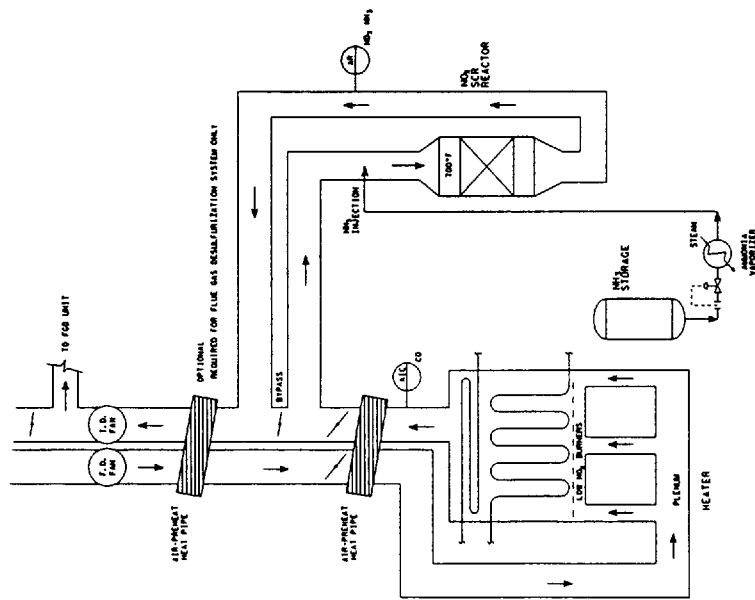 TO FGD UNIT
I.D.
FAN
F.D.
FAN
OPTIONAL
REQUIRED FOR FLUE GAS DESULFURIZATION SYSTEM ONLY
AIR-PREHEAT
HEAT PIPE
BYPASS
AIR-PREHEAT
HEAT PIPE
CO
AR
NOX NH3
NOX
SCR
REACTOR
700°F
NH3
INJECTION
NH3
STORAGE
STEAM
AMMONIA
VAPORIZER
LOW NOX BURNERS
PLENUM
HEATER